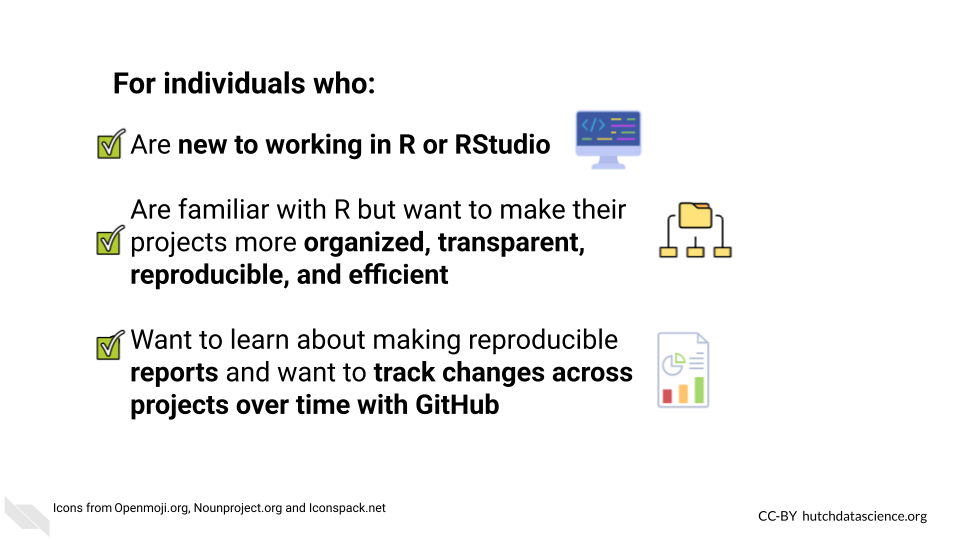 For individuals who:
Are new to working in R or RStudio
Are familiar with R but want to make their
projects more organized, transparent,
reproducible, and efficient
Want to learn about making reproducible
reports and want to track changes across
projects over time with GitHub
Icons from Openmoji.org, Nounproject.org and Iconspack.net
CC-BY hutchdatascience.org